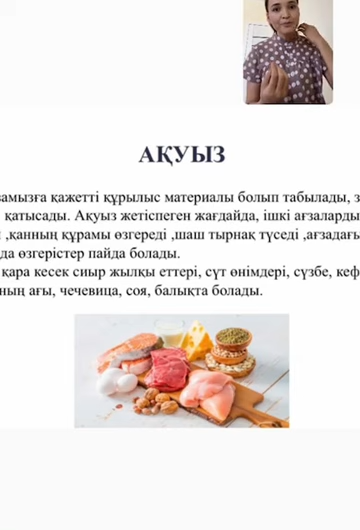 АҚУЫЗ
замызға қажетті құрылыс материалы болып табылады, з
қатысады. Ақуыз жетіспеген жағдайда, ішкі ағзаларды
,қанның құрамы өзгереді ,шаш тырнақ түседі ,ағзадағы
да өзгерістер пайда болады.
қара кесек сиыр жылқы еттері, сүт өнімдері, сүзбе, кеф
ның ағы, чечевица, соя, балықта болады.